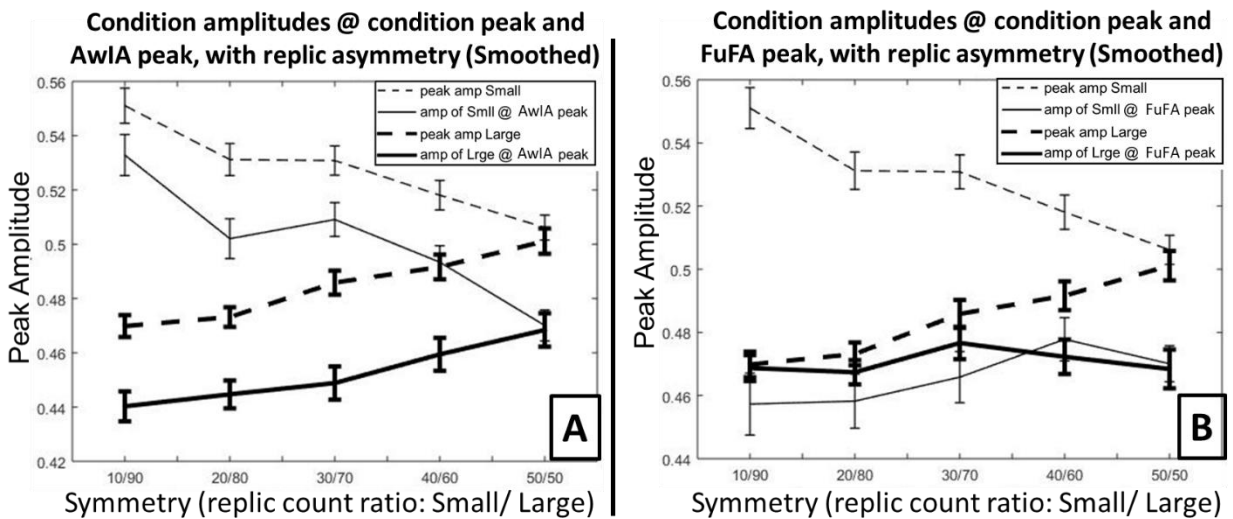 Condition amplitudes @ condition peak and
AwIA peak, with replic asymmetry (Smoothed)
0.56
0.54
0.52
0.5
0.48
0.46
0.44
0.42
Peak Amplitude
peak amp Small
amp of Smll @ AwIA peak
peak amp Large
amp of Lrge @ AwIA peak
A
10/90
20/80
30/70
40/60
50/50
Symmetry (replic count ratio: Small/ Large)
Condition amplitudes @ condition peak and
FuFA peak, with replic asymmetry (Smoothed)
0.56
0.54
0.52
0.5
0.48
0.46
0.44
Peak Amplitude
peak amp Small
amp of Smll @ FuFA peak
peak amp Large
amp of Lrge @ FuFA peak
B
10/90
20/80
30/70
40/60
50/50
Symmetry (replic count ratio: Small/ Large)